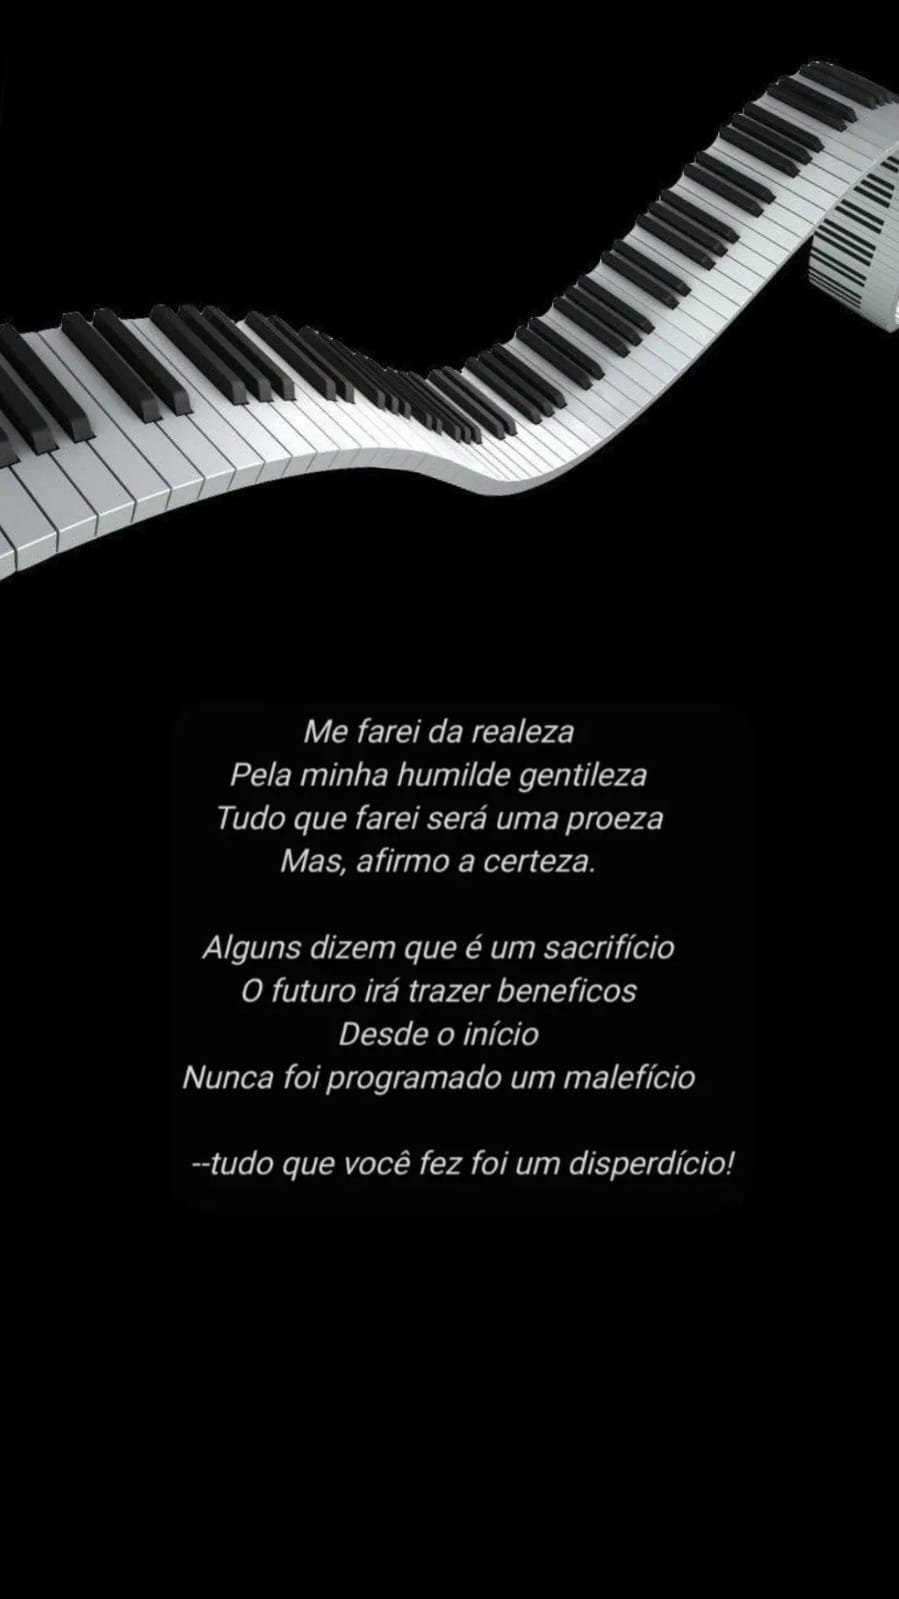 Me farei da realeza
Pela minha humilde gentileza
Tudo que farei será uma proeza
Mas, afirmo a certeza.
Alguns dizem que é um sacrifício
O futuro irá trazer beneficos
Desde o início
Nunca foi programado um malefício
--tudo que você fez foi um disperdício!